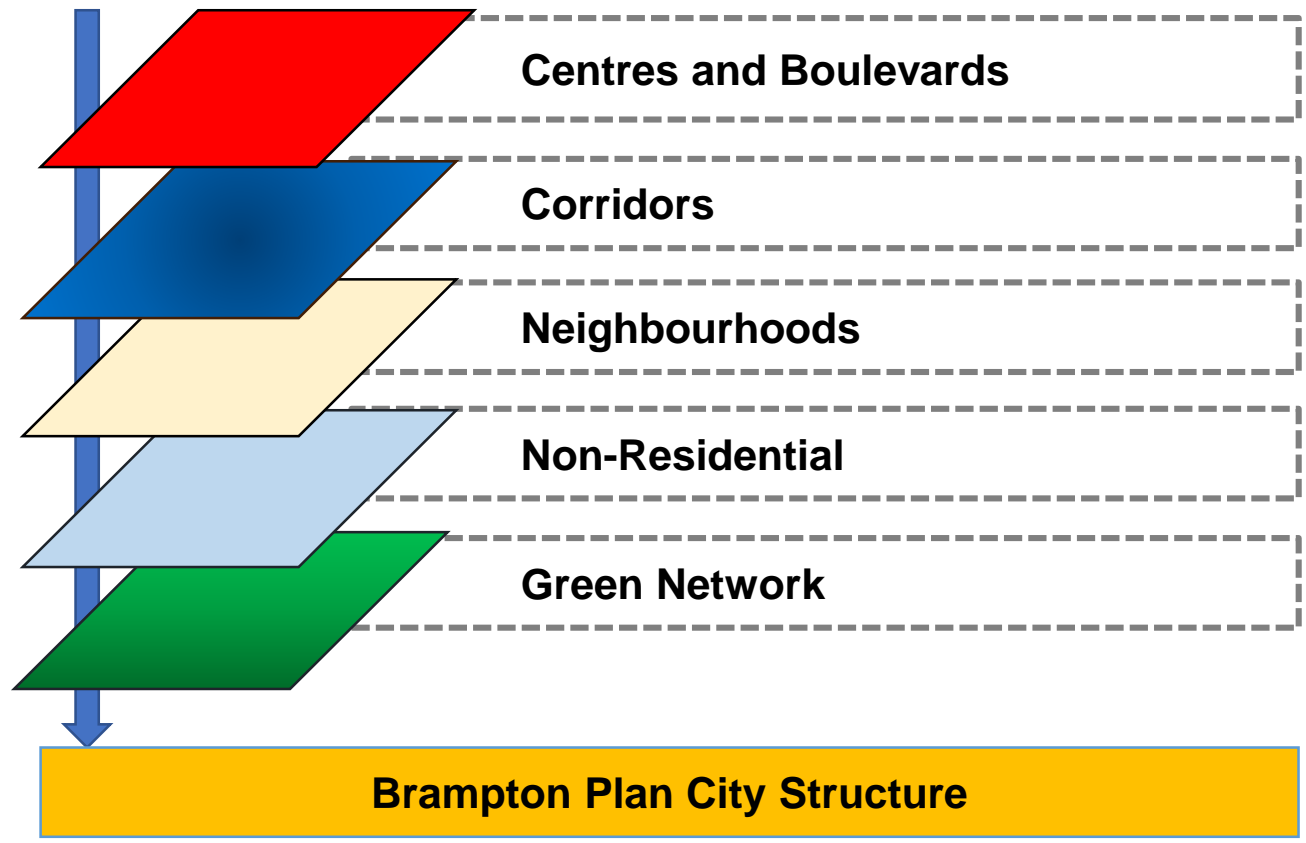 Centres and Boulevards
Corridors
Neighbourhoods
Non-Residential
Green Network
Brampton Plan City Structure